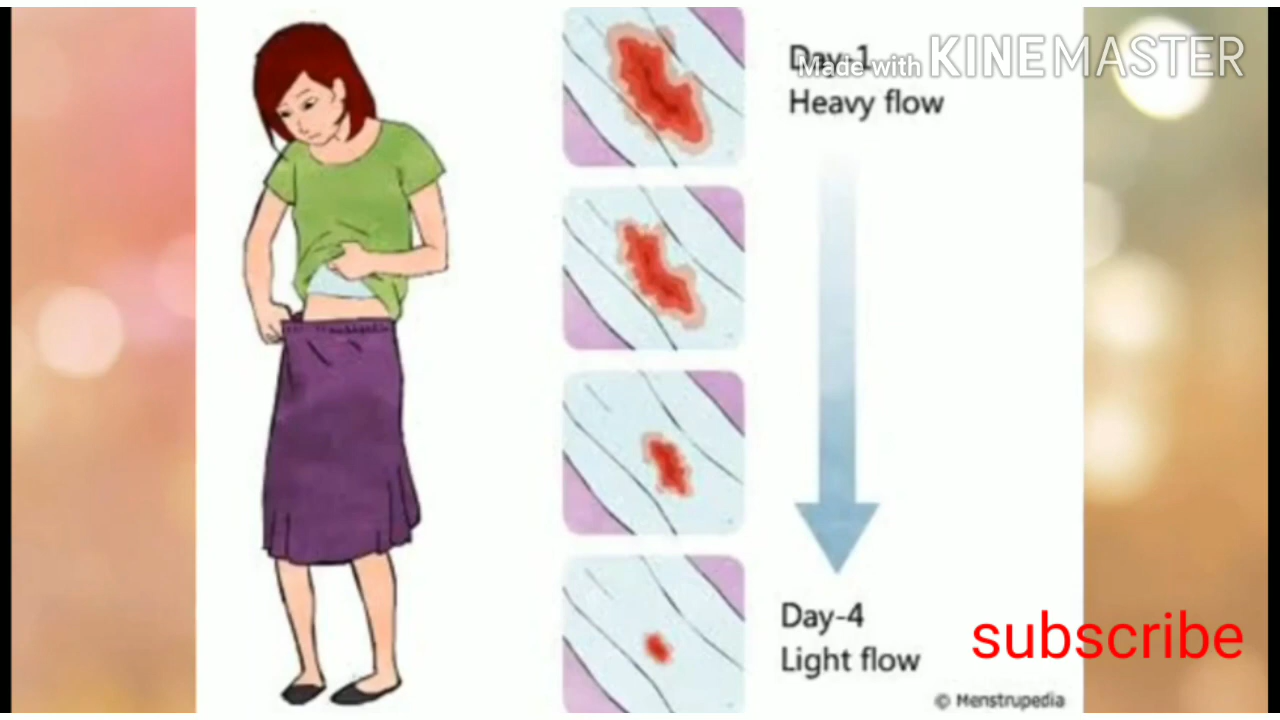 Day-1
Made with KINEMASTER
Heavy flow
Day-4
Light flow
subscribe
© Menstrupedia